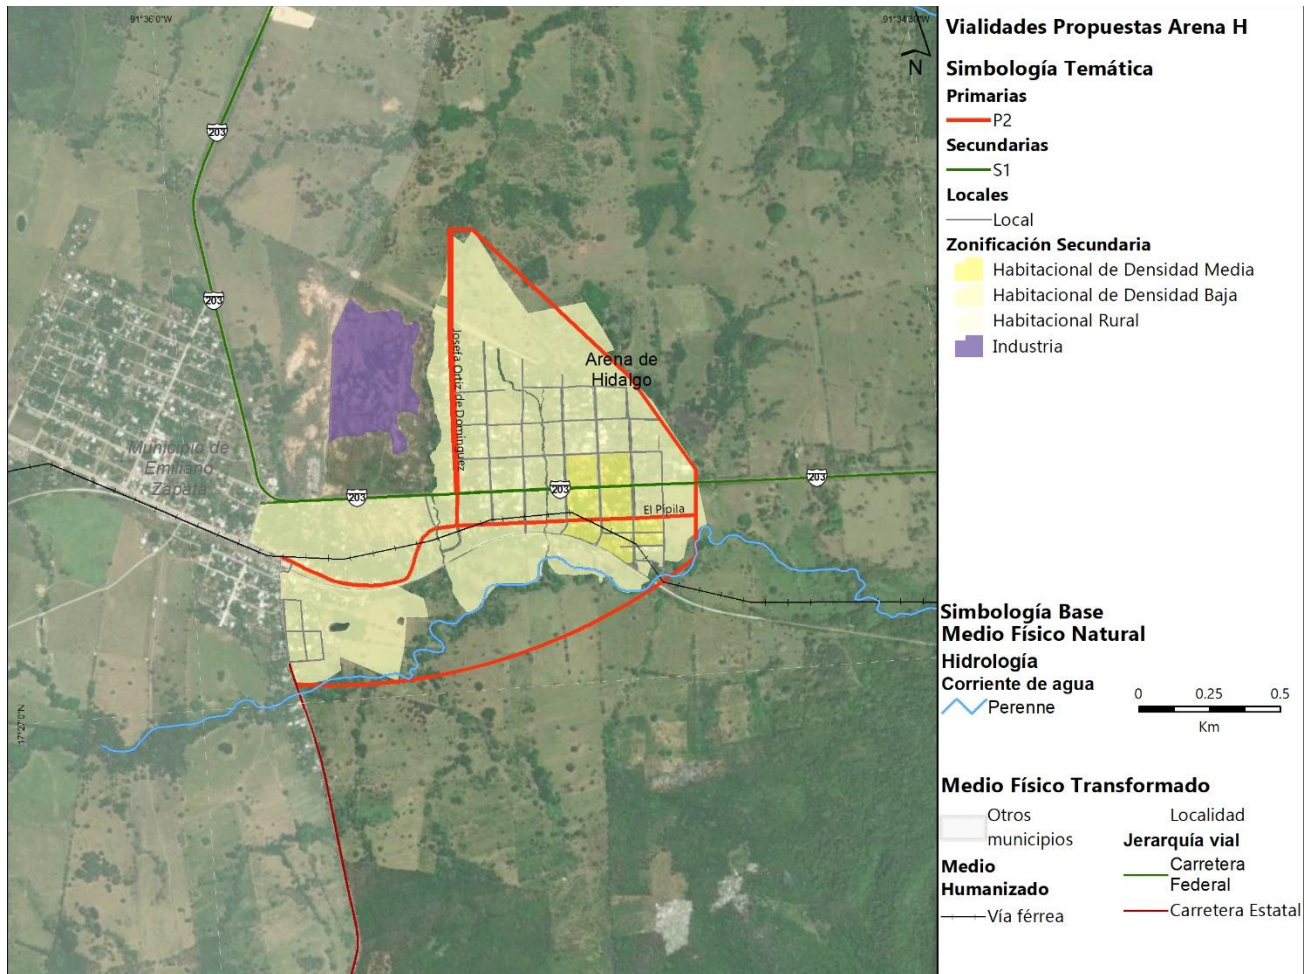 91°36'0"W
91°34'30"W
N
203
203
Josefa Ortiz de Domínguez
Arena de
Hidalgo
Municipio de
Emiliano
Zapata
203
203
203
El Pipila
17°27'0"N
Vialidades Propuestas Arena H
Simbología Temática
Primarias
P2
Secundarias
S1
Locales
Local
Zonificación Secundaria
Habitacional de Densidad Media
Habitacional de Densidad Baja
Habitacional Rural
Industria
Simbología Base
Medio Físico Natural
Hidrología
Corriente de agua
Perenne
0 0.25 0.5
Km
Medio Físico Transformado
Otros
municipios
Medio
Humanizado
Vía férrea
Localidad
Jerarquía vial
Carretera
Federal
Carretera Estatal